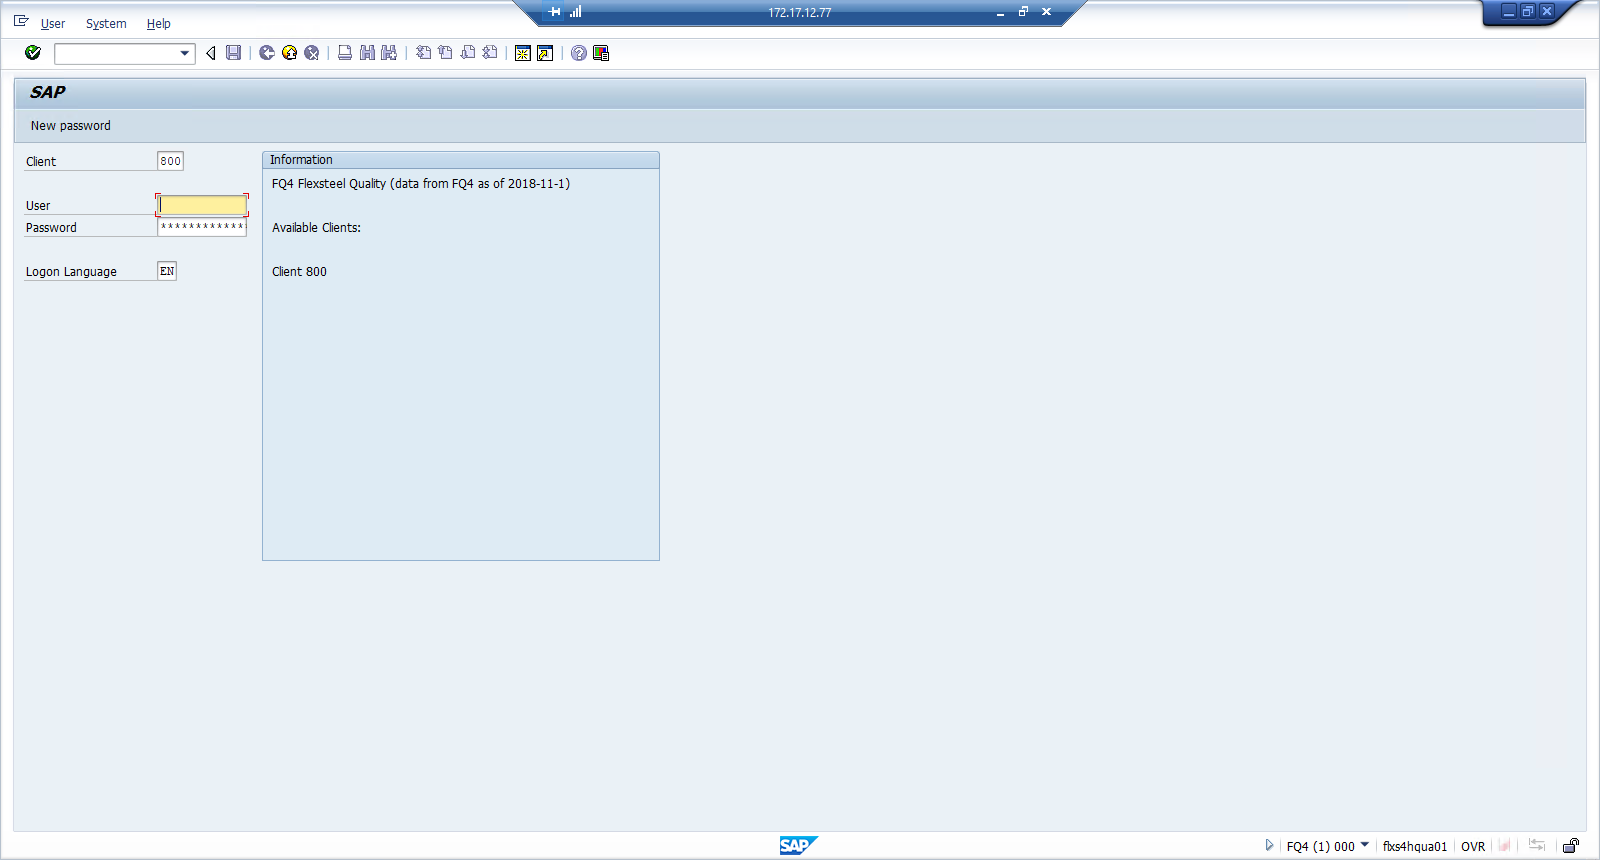 172.17.12.77
User System Help
SAP
New password
Client 800
Information
FQ4 Flexsteel Quality (data from FQ4 as of 2018-11-1)
User
Password ************
Available Clients:
Logon Language EN
Client 800
SAP
FQ4 (1) 000 flxs4hqua01 OVR